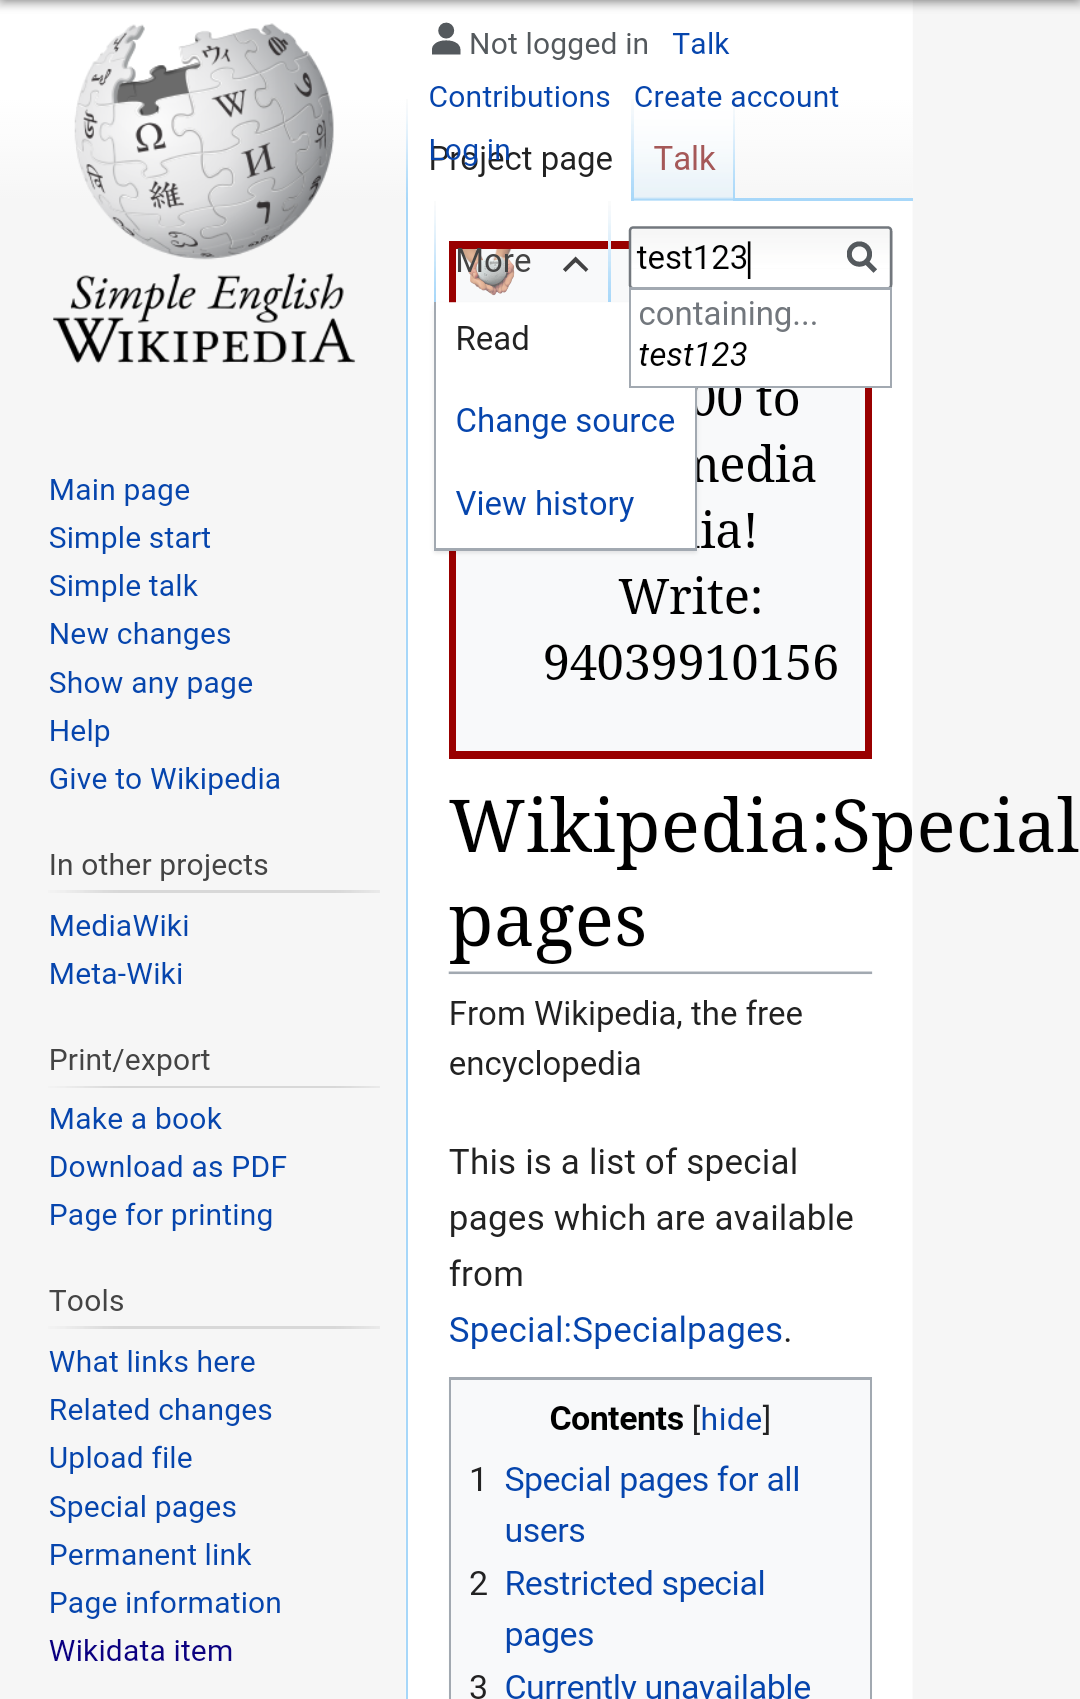 Simple English
WIKIPEDIA
Not logged in Talk
Contributions Create account
Log in
Project page Talk
More
test123
containing...
test123
Read
Change source
View history
00 to
ia!
Write:
94039910156
Main page
Simple start
Simple talk
New changes
Show any page
Help
Give to Wikipedia
In other projects
MediaWiki
Meta-Wiki
Print/export
Make a book
Download as PDF
Page for printing
Tools
What links here
Related changes
Upload file
Special pages
Permanent link
Page information
Wikidata item
Wikipedia:Special
pages
From Wikipedia, the free
encyclopedia
This is a list of special
pages which are available
from
Special:Specialpages.
Contents [hide]
1 Special pages for all
users
2 Restricted special
pages
3 Currently unavailable